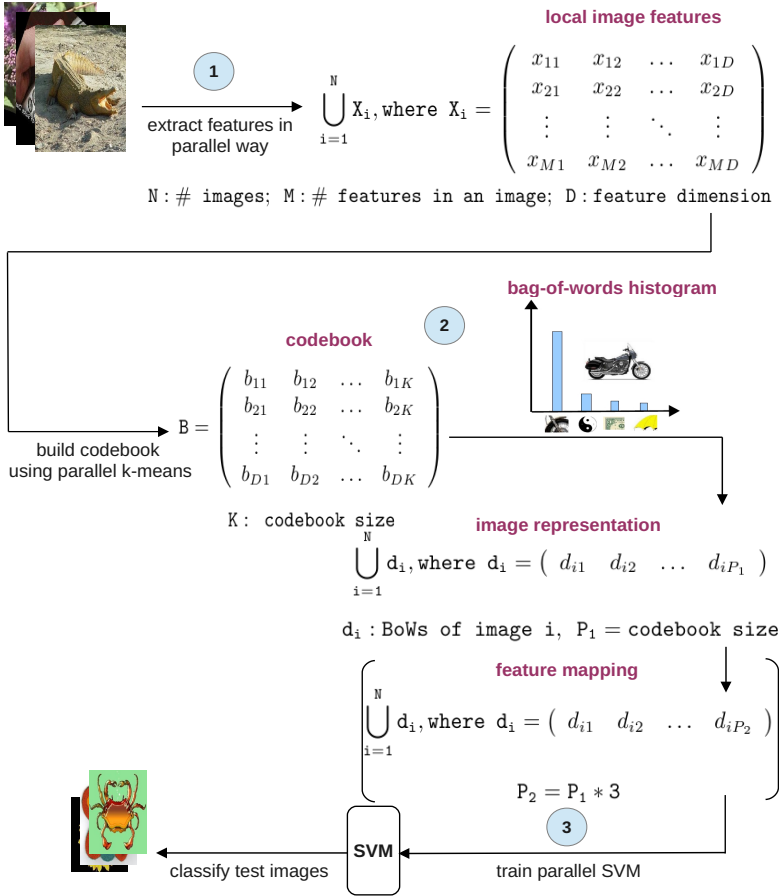 local image features
1
extract features in
parallel way
N
⋃ X_i, where X_i =
i=1
x_11 x_12 … x_1D
x_21 x_22 … x_2D
⋮ ⋮ ⋱ ⋮
x_M1 x_M2 … x_MD
N : # images; M : # features in an image; D : feature dimension
bag-of-words histogram
2
codebook
B =
b_11 b_12 … b_1K
b_21 b_22 … b_2K
⋮ ⋮ ⋱ ⋮
b_D1 b_D2 … b_DK
build codebook
using parallel k-means
K : codebook size
image representation
N
⋃ d_i, where d_i = ( d_i1 d_i2 … d_iP_1 )
i=1
d_i : BoWs of image i, P_1 = codebook size
feature mapping
N
⋃ d_i, where d_i = ( d_i1 d_i2 … d_iP_2 )
i=1
P_2 = P_1 * 3
3
SVM
classify test images
train parallel SVM